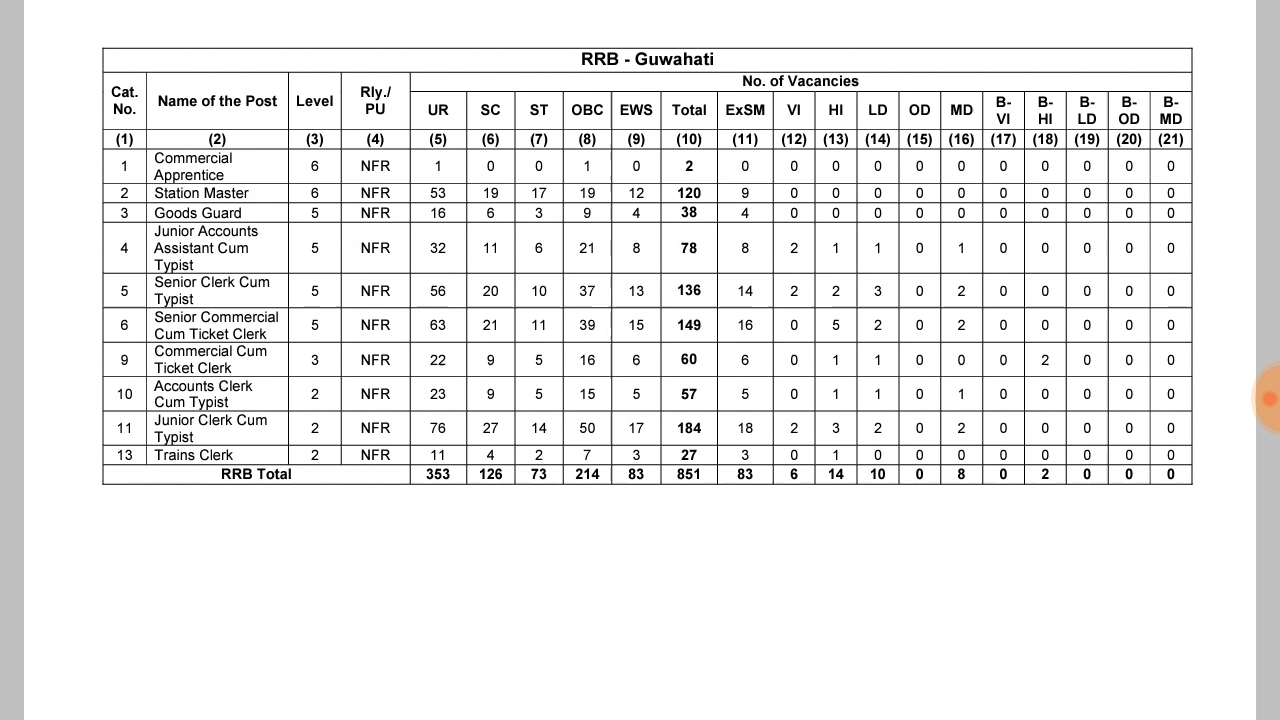 RRB - Guwahati
Cat. No. Name of the Post Level Rly./ PU No. of Vacancies
UR SC ST OBC EWS Total ExSM VI HI LD OD MD B-VI B-HI B-LD B-OD B-MD
(1) (2) (3) (4) (5) (6) (7) (8) (9) (10) (11) (12) (13) (14) (15) (16) (17) (18) (19) (20) (21)
1 Commercial Apprentice 6 NFR 1 0 0 1 0 2 0 0 0 0 0 0 0 0 0 0 0
2 Station Master 6 NFR 53 19 17 19 12 120 9 0 0 0 0 0 0 0 0 0 0
3 Goods Guard 5 NFR 16 6 3 9 4 38 4 0 0 0 0 0 0 0 0 0 0
4 Junior Accounts Assistant Cum Typist 5 NFR 32 11 6 21 8 78 8 2 1 1 0 1 0 0 0 0 0
5 Senior Clerk Cum Typist 5 NFR 56 20 10 37 13 136 14 2 2 3 0 2 0 0 0 0 0
6 Senior Commercial Cum Ticket Clerk 5 NFR 63 21 11 39 15 149 16 0 5 2 0 2 0 0 0 0 0
9 Commercial Cum Ticket Clerk 3 NFR 22 9 5 16 6 60 6 0 1 1 0 0 0 2 0 0 0
10 Accounts Clerk Cum Typist 2 NFR 23 9 5 15 5 57 5 0 1 1 0 1 0 0 0 0 0
11 Junior Clerk Cum Typist 2 NFR 76 27 14 50 17 184 18 2 3 2 0 2 0 0 0 0 0
13 Trains Clerk 2 NFR 11 4 2 7 3 27 3 0 1 0 0 0 0 0 0 0 0
RRB Total 353 126 73 214 83 851 83 6 14 10 0 8 0 2 0 0 0